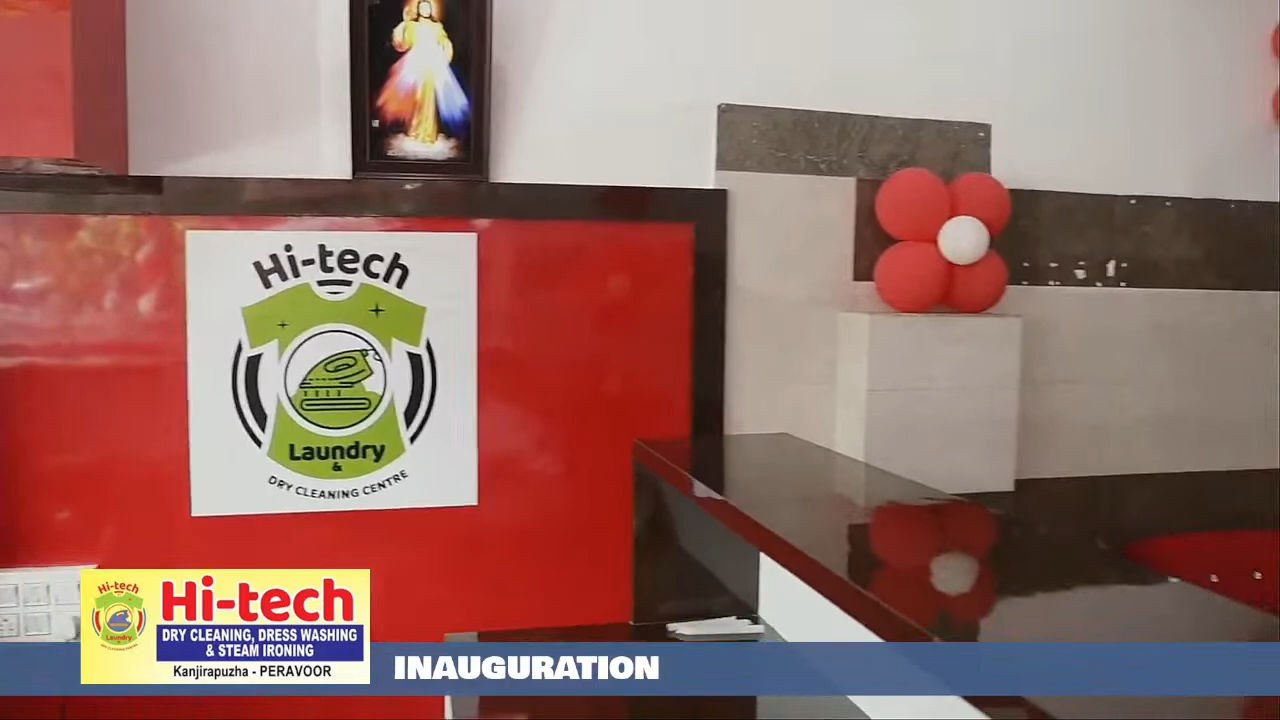 Hi-tech
Laundry
&
DRY CLEANING CENTRE
Hi-tech
Laundry
Hi-tech
DRY CLEANING, DRESS WASHING
& STEAM IRONING
Kanjirapuzha - PERAVOOR
INAUGURATION